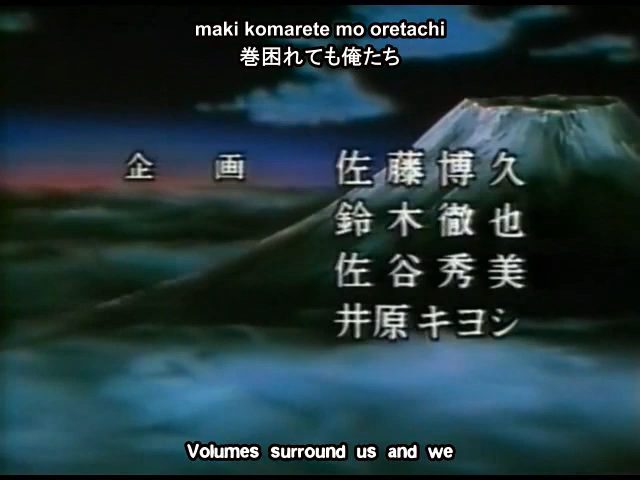 maki komarete mo oretachi
巻困れても俺たち
企画 佐藤博久
鈴木徹也
佐谷秀美
井原キヨシ
Volumes surround us and we